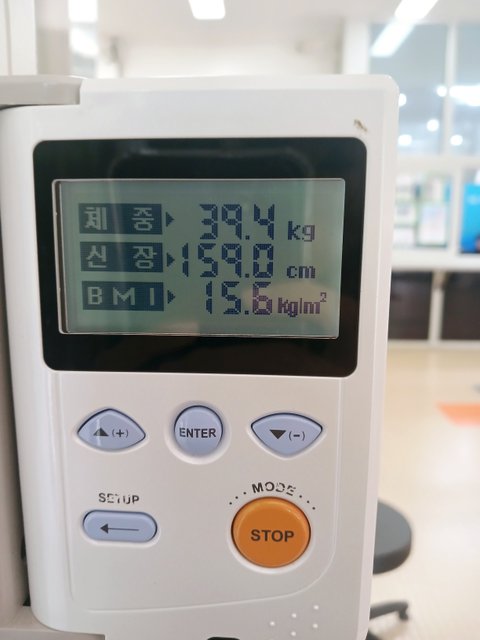 체 중 39.4 kg
신 장 159.0 cm
BMI 15.6 kg/m²
▲(+) ENTER ▼(-)
SETUP
MODE
STOP